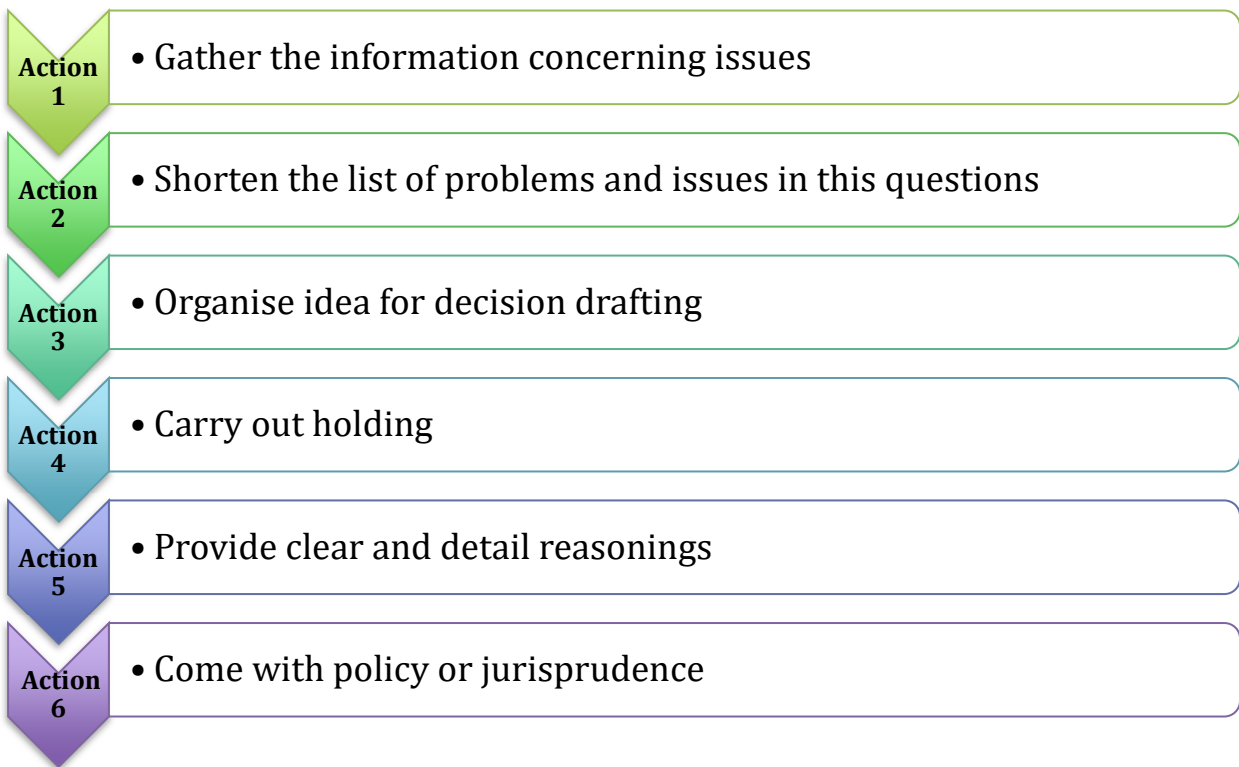 Action
1
• Gather the information concerning issues
Action
2
• Shorten the list of problems and issues in this questions
Action
3
• Organise idea for decision drafting
Action
4
• Carry out holding
Action
5
• Provide clear and detail reasonings
Action
6
• Come with policy or jurisprudence